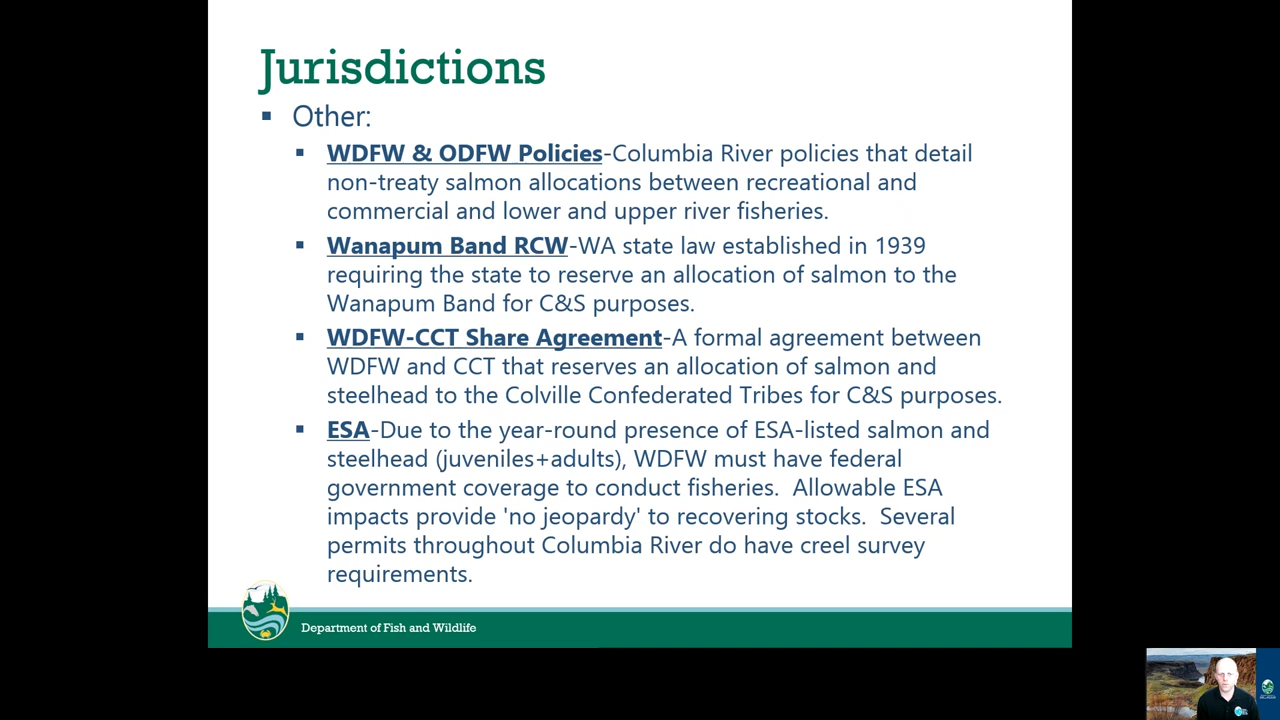 Jurisdictions
▪ Other:
▪ WDFW & ODFW Policies-Columbia River policies that detail
non-treaty salmon allocations between recreational and
commercial and lower and upper river fisheries.
▪ Wanapum Band RCW-WA state law established in 1939
requiring the state to reserve an allocation of salmon to the
Wanapum Band for C&S purposes.
▪ WDFW-CCT Share Agreement-A formal agreement between
WDFW and CCT that reserves an allocation of salmon and
steelhead to the Colville Confederated Tribes for C&S purposes.
▪ ESA-Due to the year-round presence of ESA-listed salmon and
steelhead (juveniles+adults), WDFW must have federal
government coverage to conduct fisheries.  Allowable ESA
impacts provide 'no jeopardy' to recovering stocks.  Several
permits throughout Columbia River do have creel survey
requirements.
Department of Fish and Wildlife